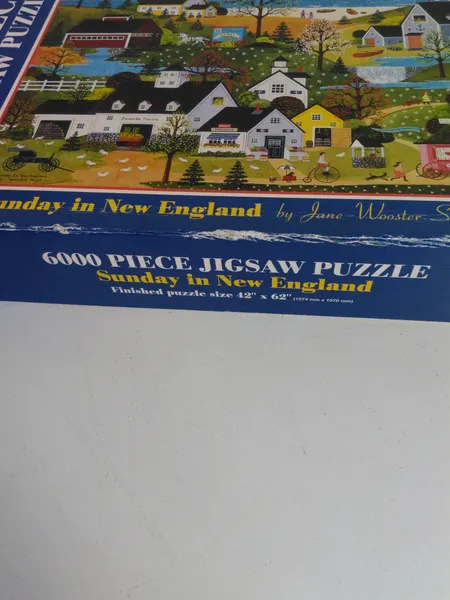 unday in New England by Jane Wooster S
6000 PIECE JIGSAW PUZZLE
Sunday in New England
Finished puzzle size 42" x 62"